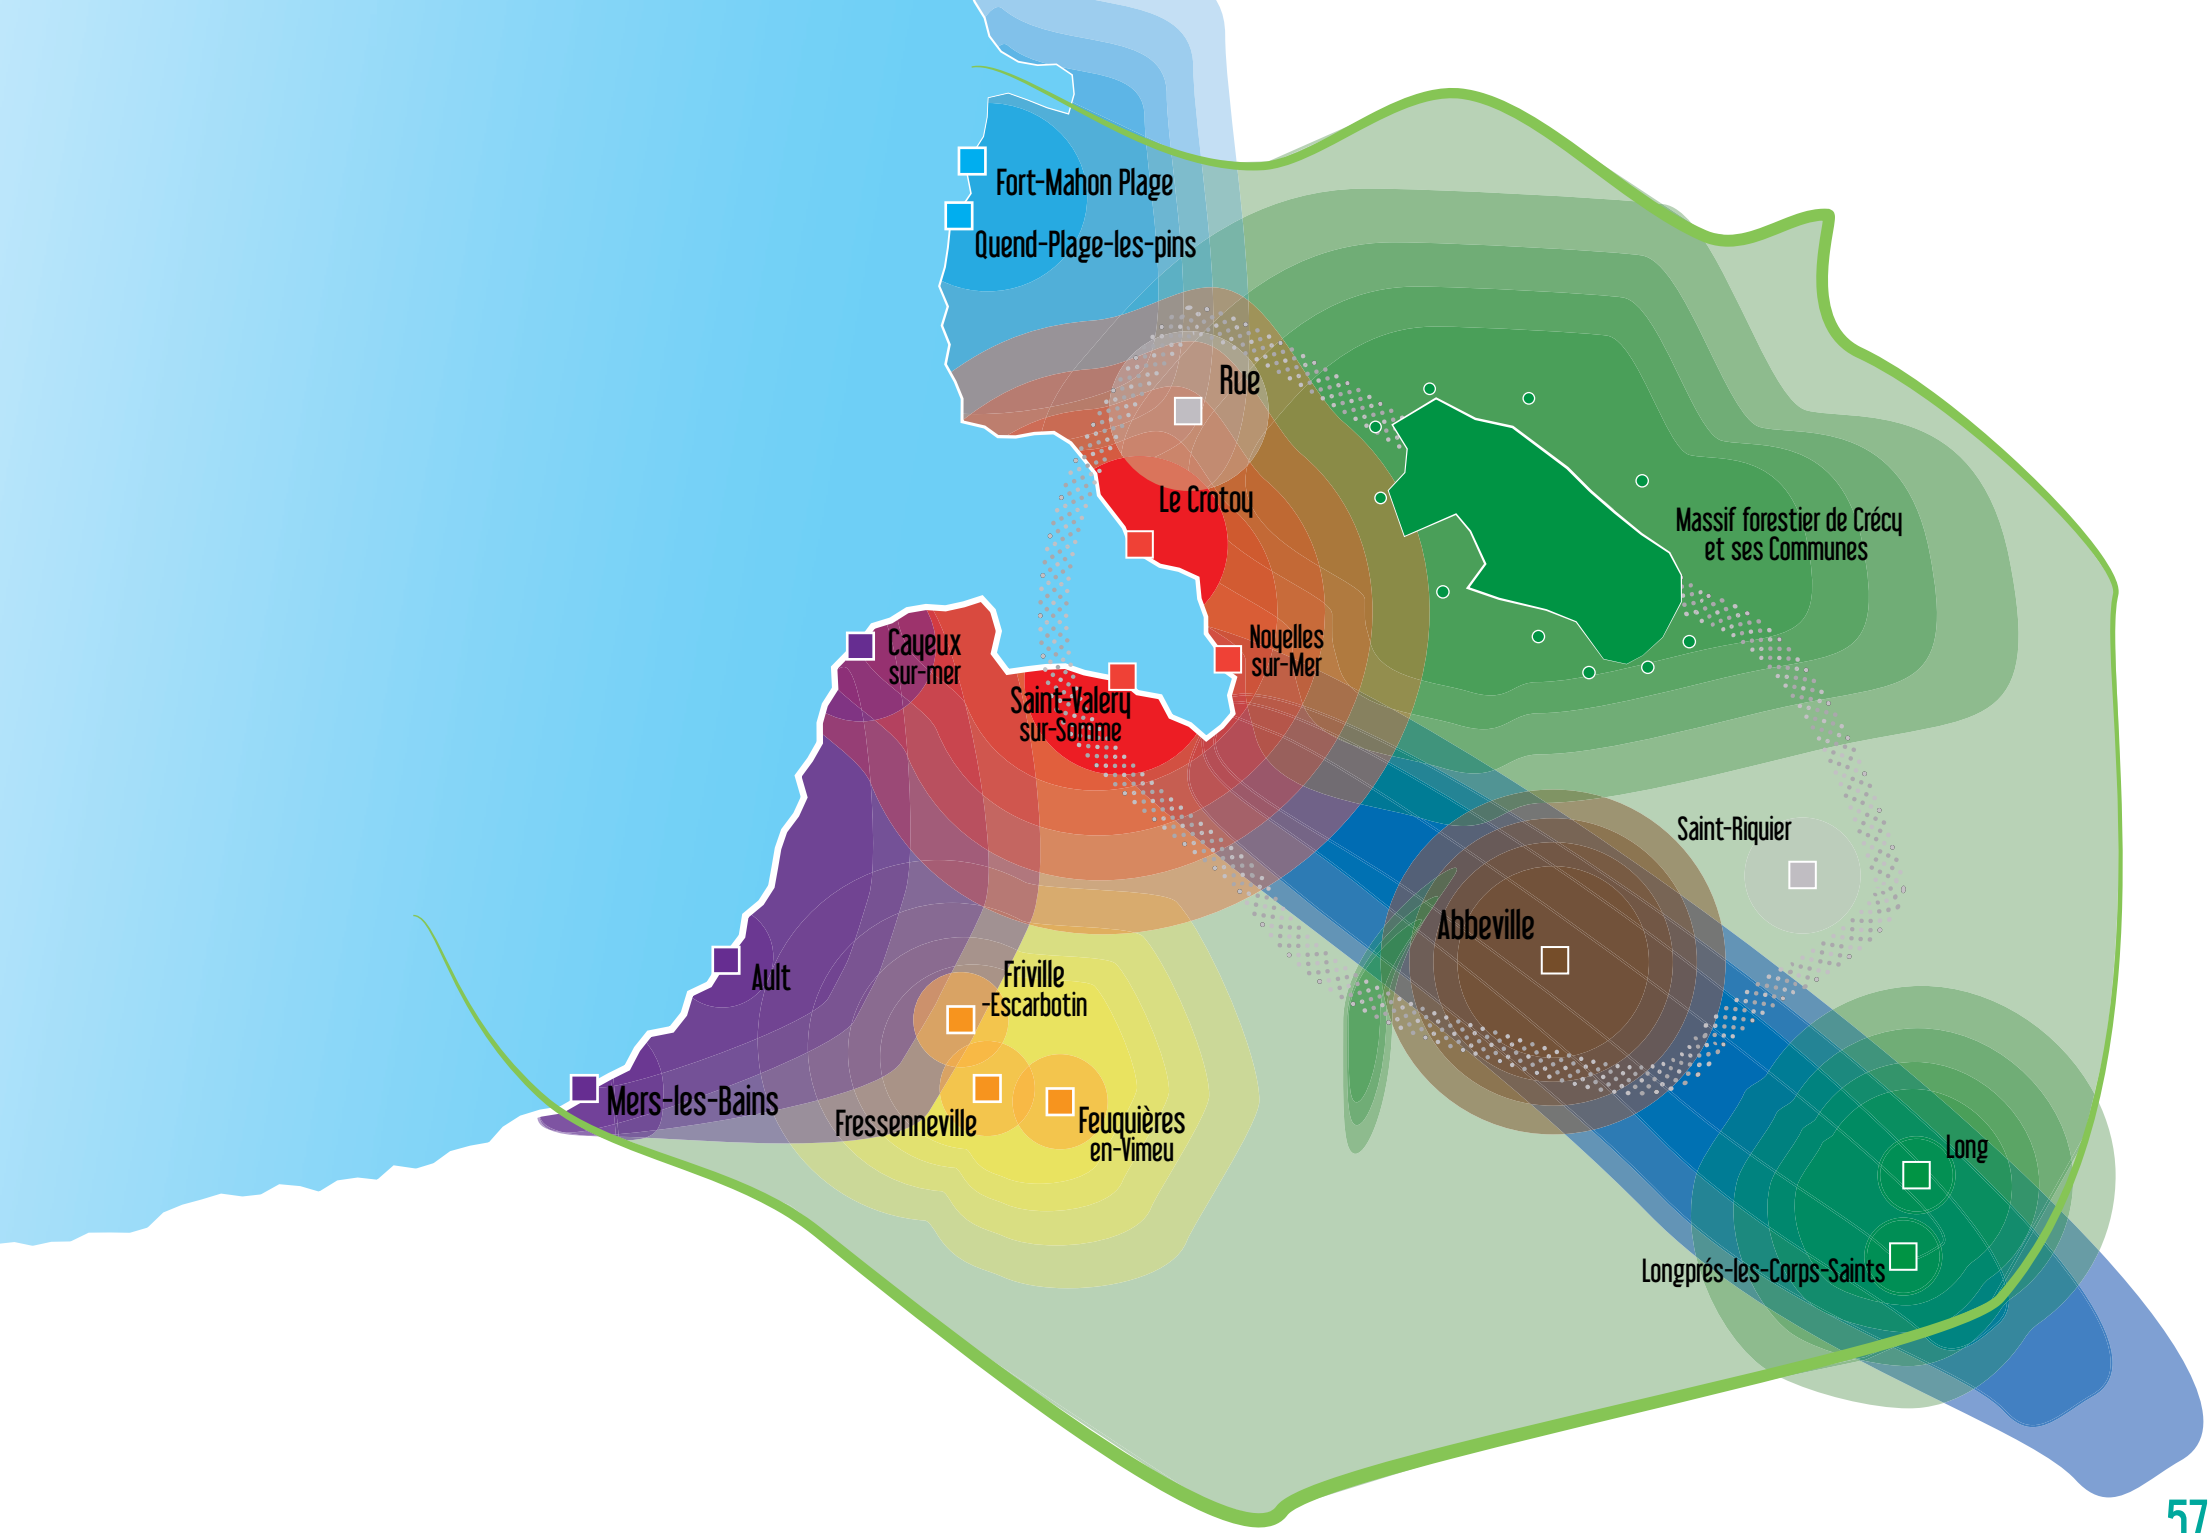 Fort-Mahon Plage
Quend-Plage-les-pins
Rue
Le Crotoy
Massif forestier de Crécy
et ses Communes
Noyelles
sur-Mer
Cayeux
sur-mer
Saint-Valery
sur-Somme
Saint-Riquier
Abbeville
Ault
Friville
-Escarbotin
Mers-les-Bains
Fressenneville
Feuquières
en-Vimeu
Long
Longprés-les-Corps-Saints
57